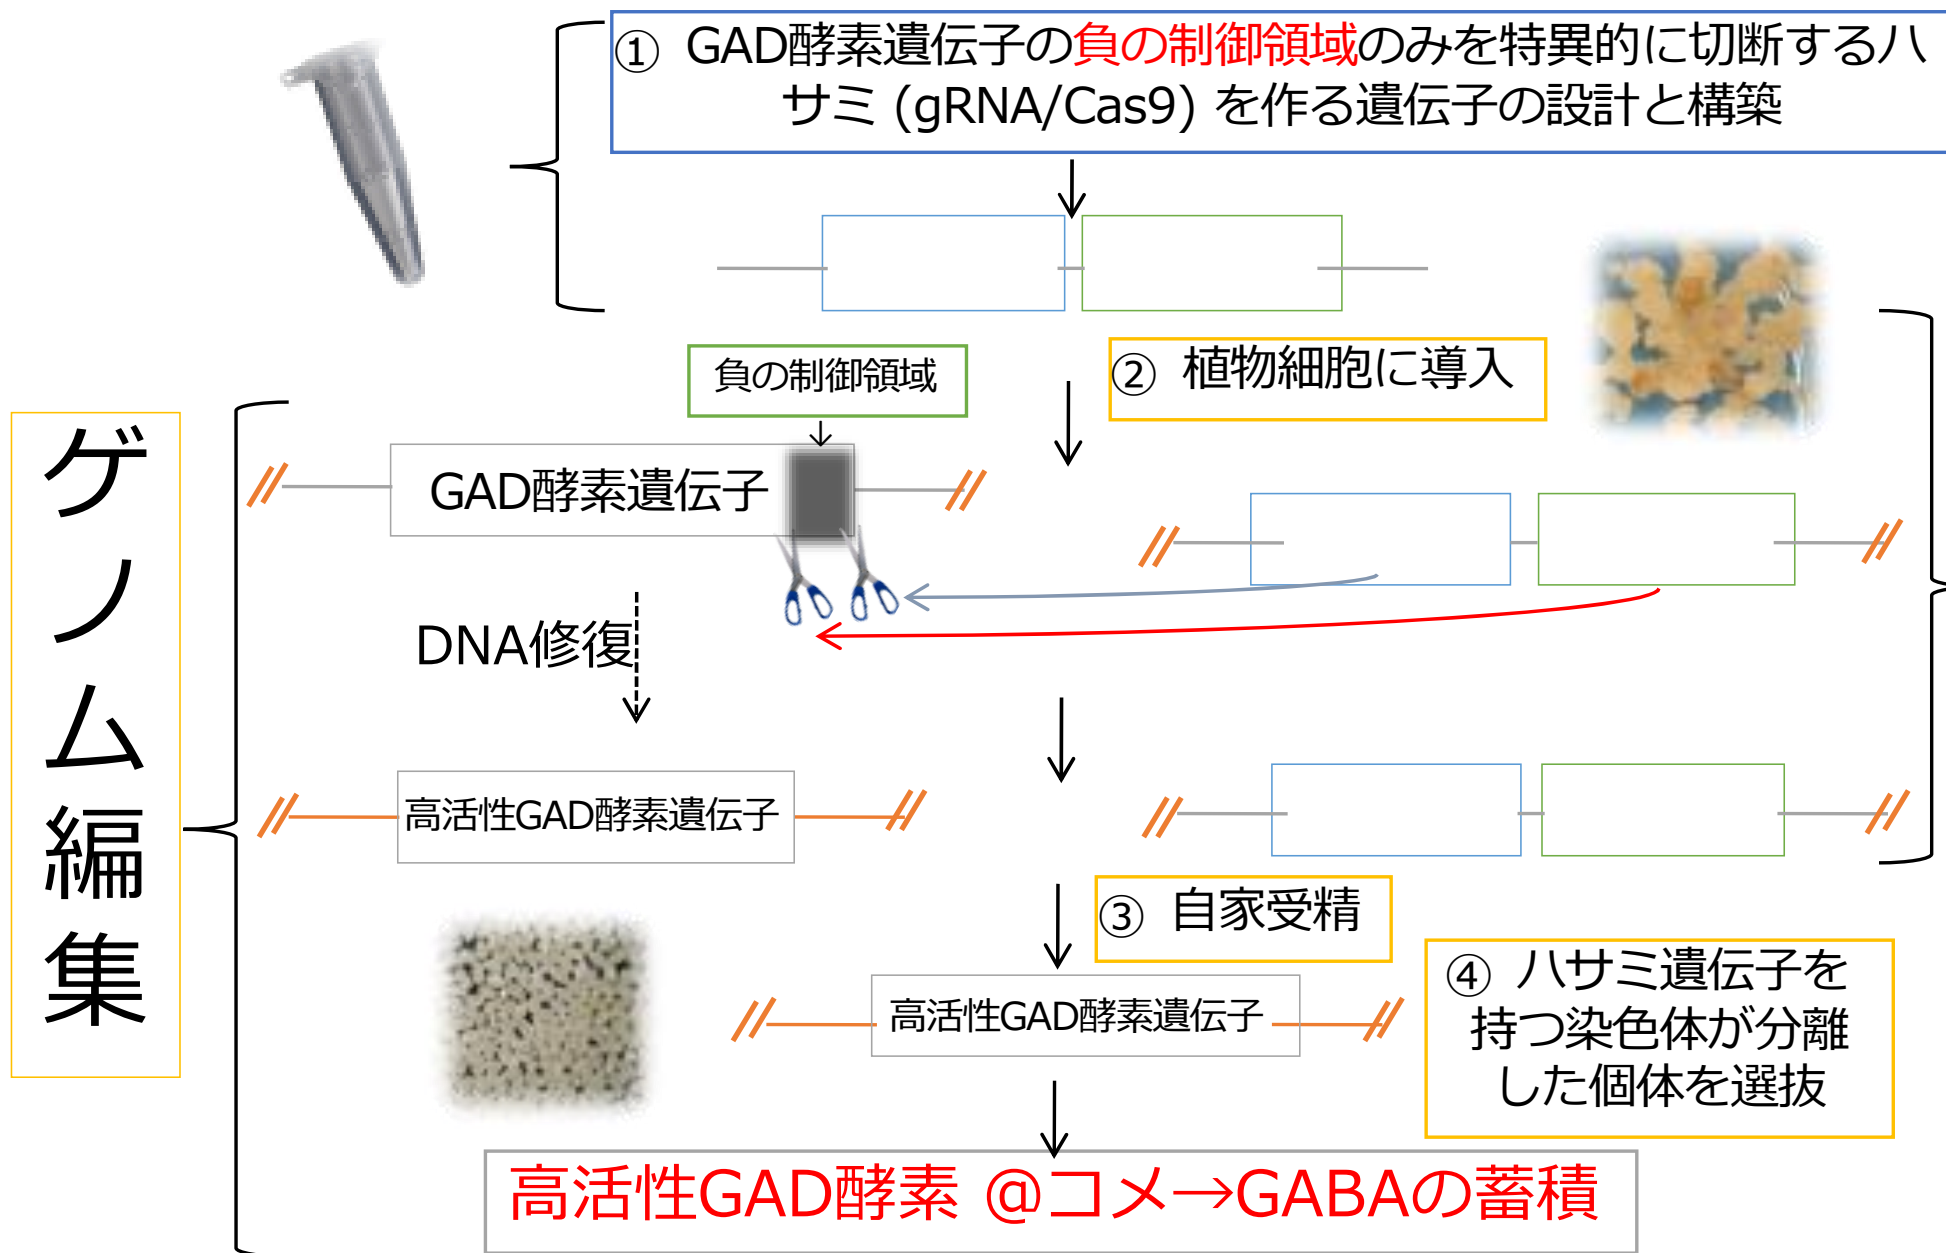 ① GAD酵素遺伝子の負の制御領域のみを特異的に切断するハ
サミ (gRNA/Cas9) を作る遺伝子の設計と構築
② 植物細胞に導入
負の制御領域
GAD酵素遺伝子
DNA修復
高活性GAD酵素遺伝子
③ 自家受精
高活性GAD酵素遺伝子
④ ハサミ遺伝子を
持つ染色体が分離
した個体を選抜
高活性GAD酵素 @コメ→GABAの蓄積
ゲノム編集